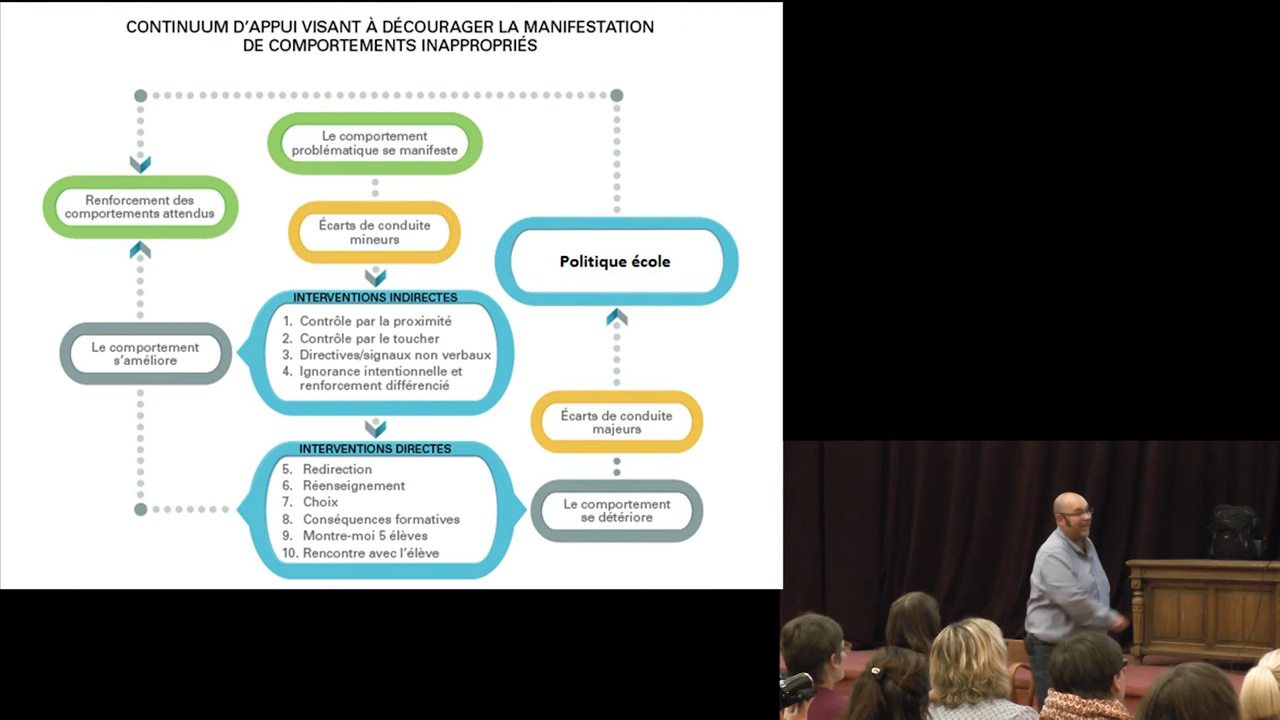 CONTINUUM D'APPUI VISANT À DÉCOURAGER LA MANIFESTATION
DE COMPORTEMENTS INAPPROPRIÉS
Le comportement
problématique se manifeste
Renforcement des
comportements attendus
Écarts de conduite
mineurs
Politique école
INTERVENTIONS INDIRECTES
1. Contrôle par la proximité
2. Contrôle par le toucher
3. Directives/signaux non verbaux
4. Ignorance intentionnelle et
renforcement différencié
Le comportement
s'améliore
Écarts de conduite
majeurs
INTERVENTIONS DIRECTES
5. Redirection
6. Réenseignement
7. Choix
8. Conséquences formatives
9. Montre-moi 5 élèves
10. Rencontre avec l'élève
Le comportement
se détériore